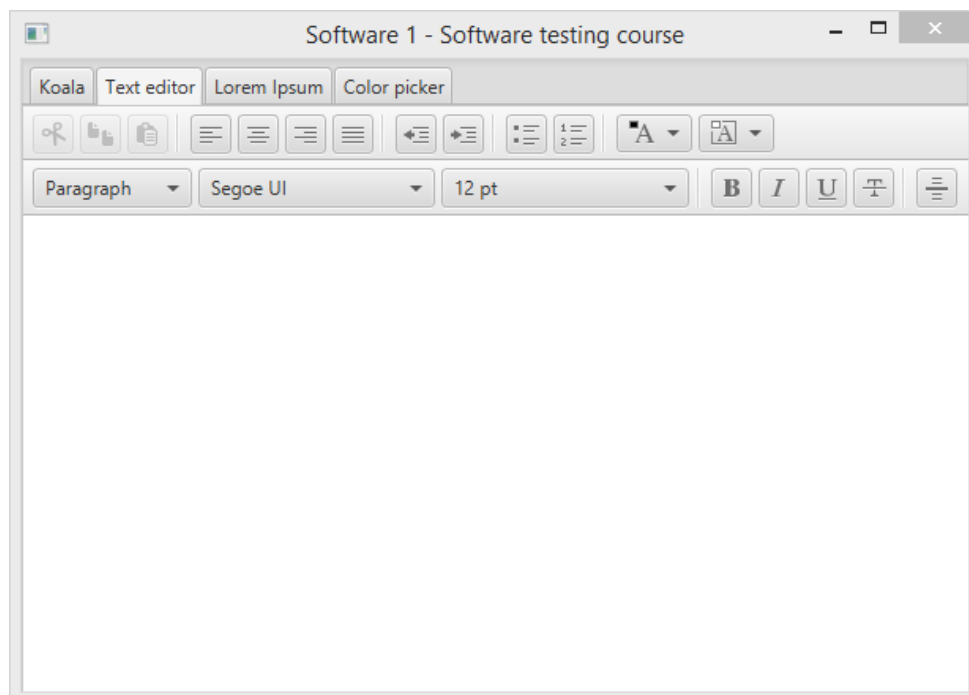 Software 1 - Software testing course
Koala Text editor Lorem Ipsum Color picker
A A
Paragraph Segoe UI 12 pt B I U T